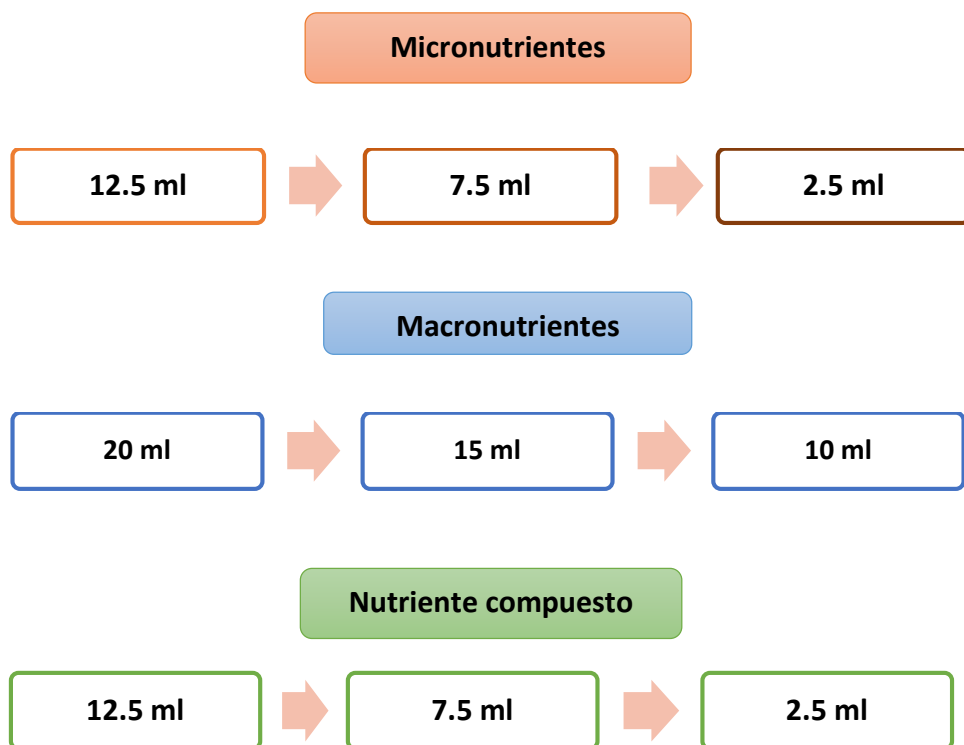 Micronutrientes
12.5 ml
7.5 ml
2.5 ml
Macronutrientes
20 ml
15 ml
10 ml
Nutriente compuesto
12.5 ml
7.5 ml
2.5 ml